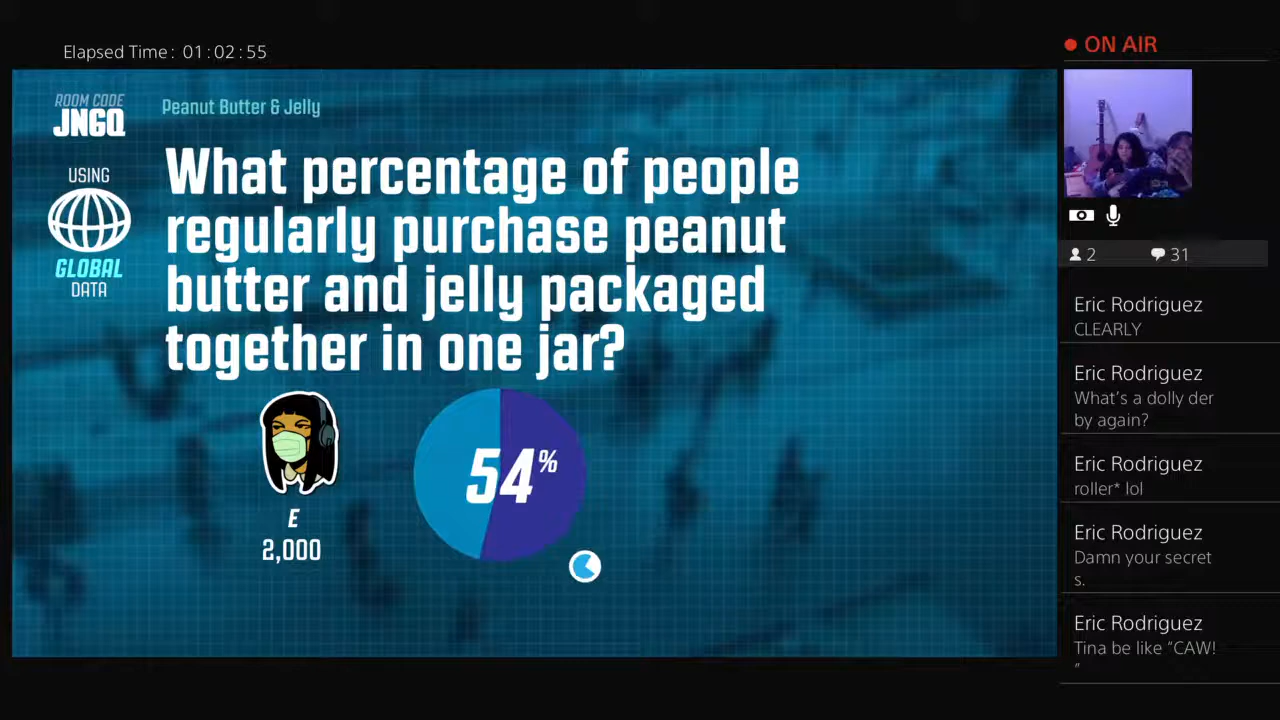 Elapsed Time: 01:02:55
ROOM CODE
JNGQ
USING
GLOBAL
DATA
Peanut Butter & Jelly
What percentage of people
regularly purchase peanut
butter and jelly packaged
together in one jar?
54%
E
2,000
ON AIR
2
31
Eric Rodriguez
CLEARLY
Eric Rodriguez
What's a dolly der
by again?
Eric Rodriguez
roller* lol
Eric Rodriguez
Damn your secret
s.
Eric Rodriguez
Tina be like "CAW!
"